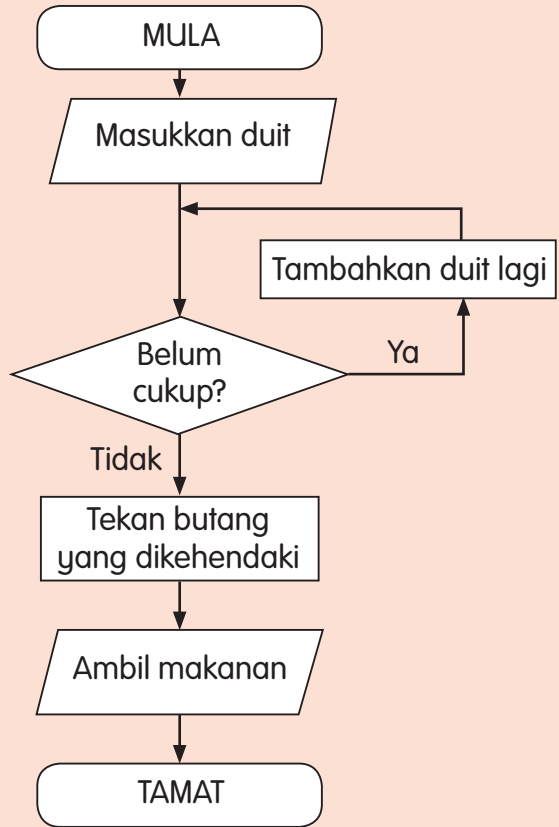 MULA
Masukkan duit
Tambahkan duit lagi
Belum
cukup?
Ya
Tidak
Tekan butang
yang dikehendaki
Ambil makanan
TAMAT